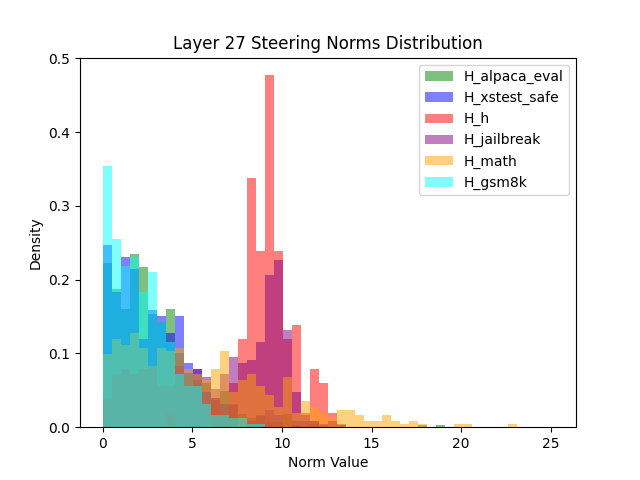 Layer 27 Steering Norms Distribution
H_alpaca_eval
H_xstest_safe
H_h
H_jailbreak
H_math
H_gsm8k
0.5
0.4
0.3
0.2
0.1
0.0
Density
0 5 10 15 20 25
Norm Value